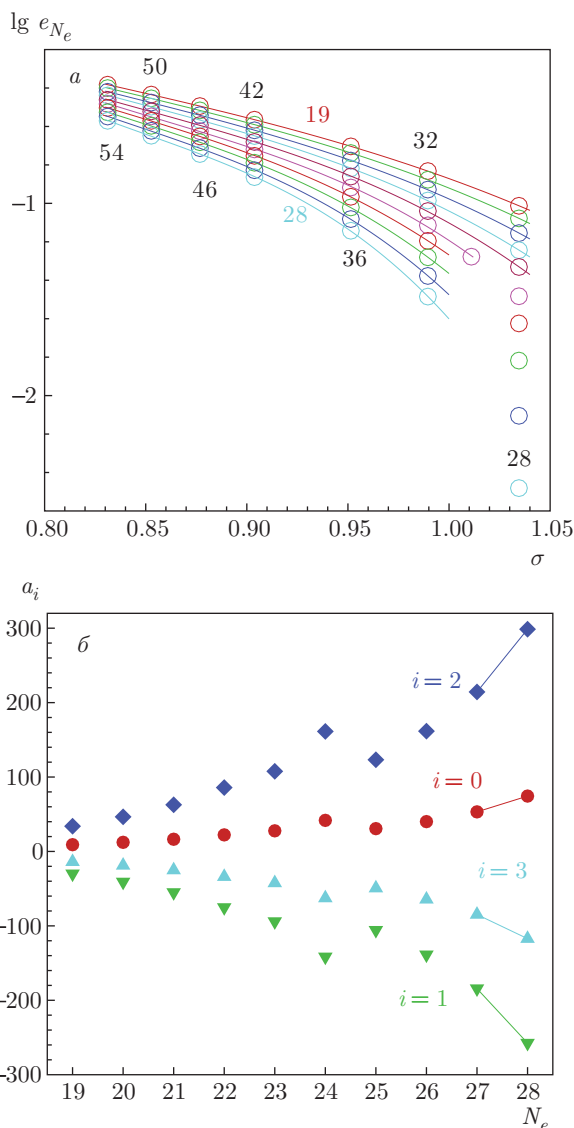 lg e_{N_e}
а
50
42
19
32
-1
54
46
28
36
-2
28
0.80 0.85 0.90 0.95 1.00 1.05
σ
a_i
300
б
i = 2
200
100
i = 0
0
i = 3
-100
-200
i = 1
-300
19 20 21 22 23 24 25 26 27 28
N_e